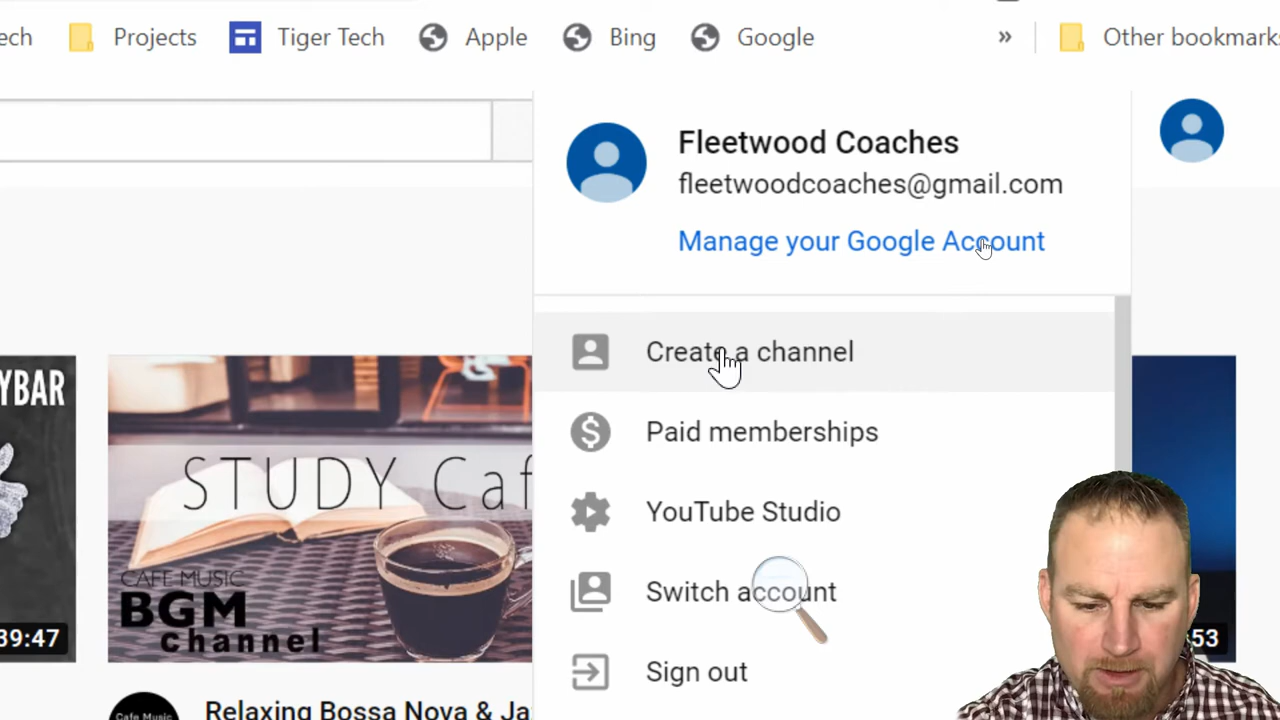 ech Projects Tiger Tech Apple Bing Google » Other bookmarks
Fleetwood Coaches
fleetwoodcoaches@gmail.com
Manage your Google Account
Create a channel
Paid memberships
YouTube Studio
Switch account
Sign out
YBAR
39:47
STUDY Caf
CAFE MUSIC
BGM
channel
:53
Cafe Music
Relaxing Bossa Nova & Ja